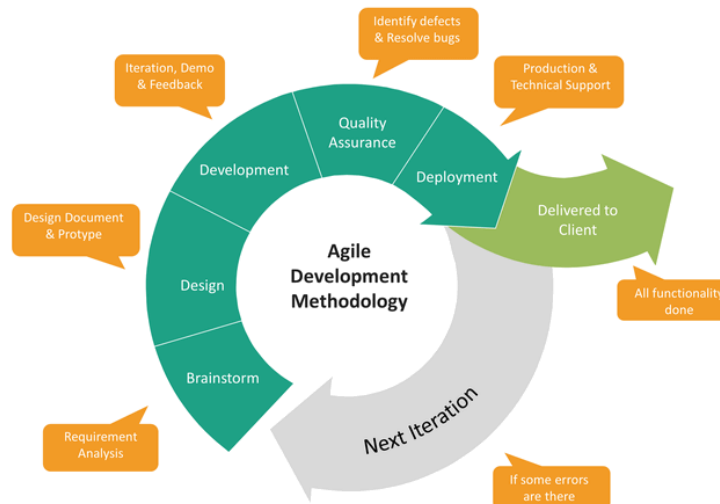 Identify defects
& Resolve bugs
Iteration, Demo
& Feedback
Production &
Technical Support
Quality
Assurance
Development
Deployment
Delivered to
Client
Design Document
& Protype
Agile
Development
Methodology
Design
All functionality
done
Brainstorm
Next Iteration
Requirement
Analysis
If some errors
are there